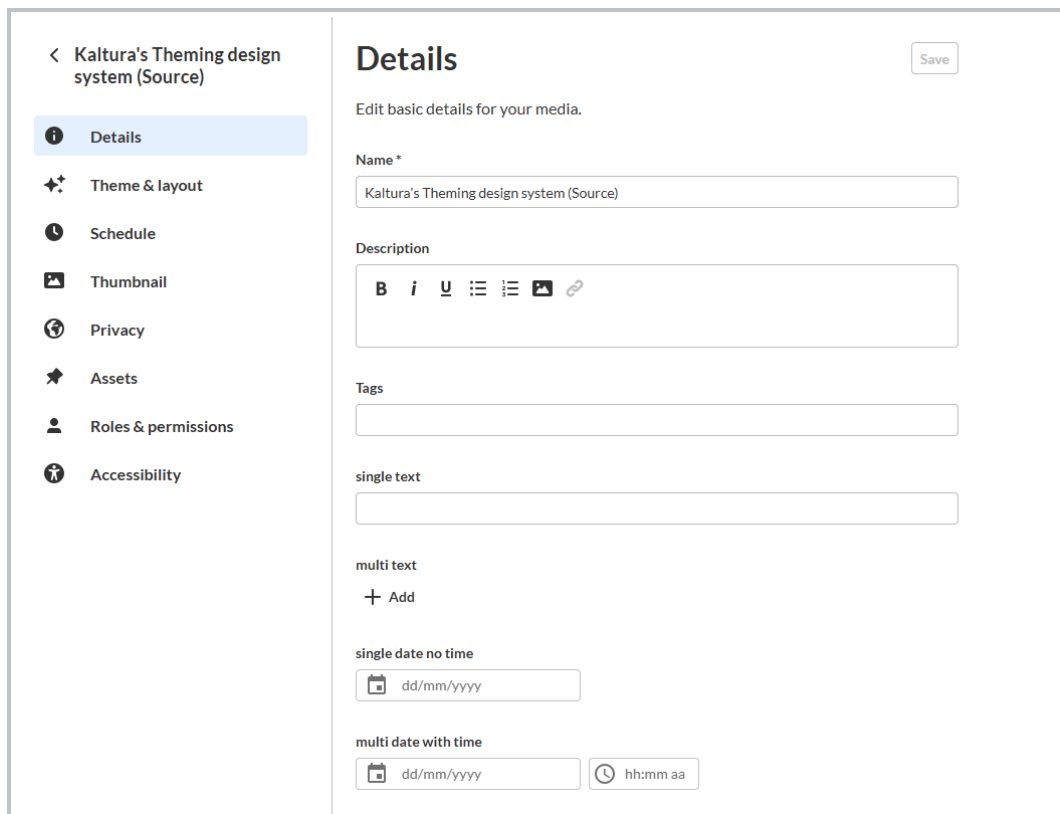 Kaltura's Theming design
system (Source)
Details
Theme & layout
Schedule
Thumbnail
Privacy
Assets
Roles & permissions
Accessibility
Details
Save
Edit basic details for your media.
Name *
Kaltura's Theming design system (Source)
Description
B i U
Tags
single text
multi text
Add
single date no time
dd/mm/yyyy
multi date with time
dd/mm/yyyy hh:mm aa